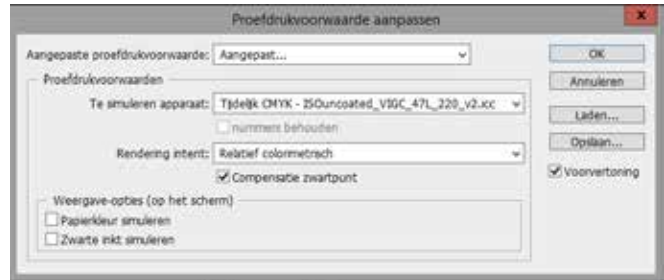 Proefdrukvoorwaarde aanpassen
Aangepaste proefdrukvoorwaarde: Aangepast...
Proefdrukvoorwaarden
Te simuleren apparaat: Tijdelijk CMYK - ISOuncoated_VIGC_47L_220_v2.icc
nummers behouden
Rendering intent: Relatief colorimetrisch
Compensatie zwartpunt
Weergave-opties (op het scherm)
Papierkleur simuleren
Zwarte inkt simuleren
OK
Annuleren
Laden...
Opslaan...
Voorvertoning